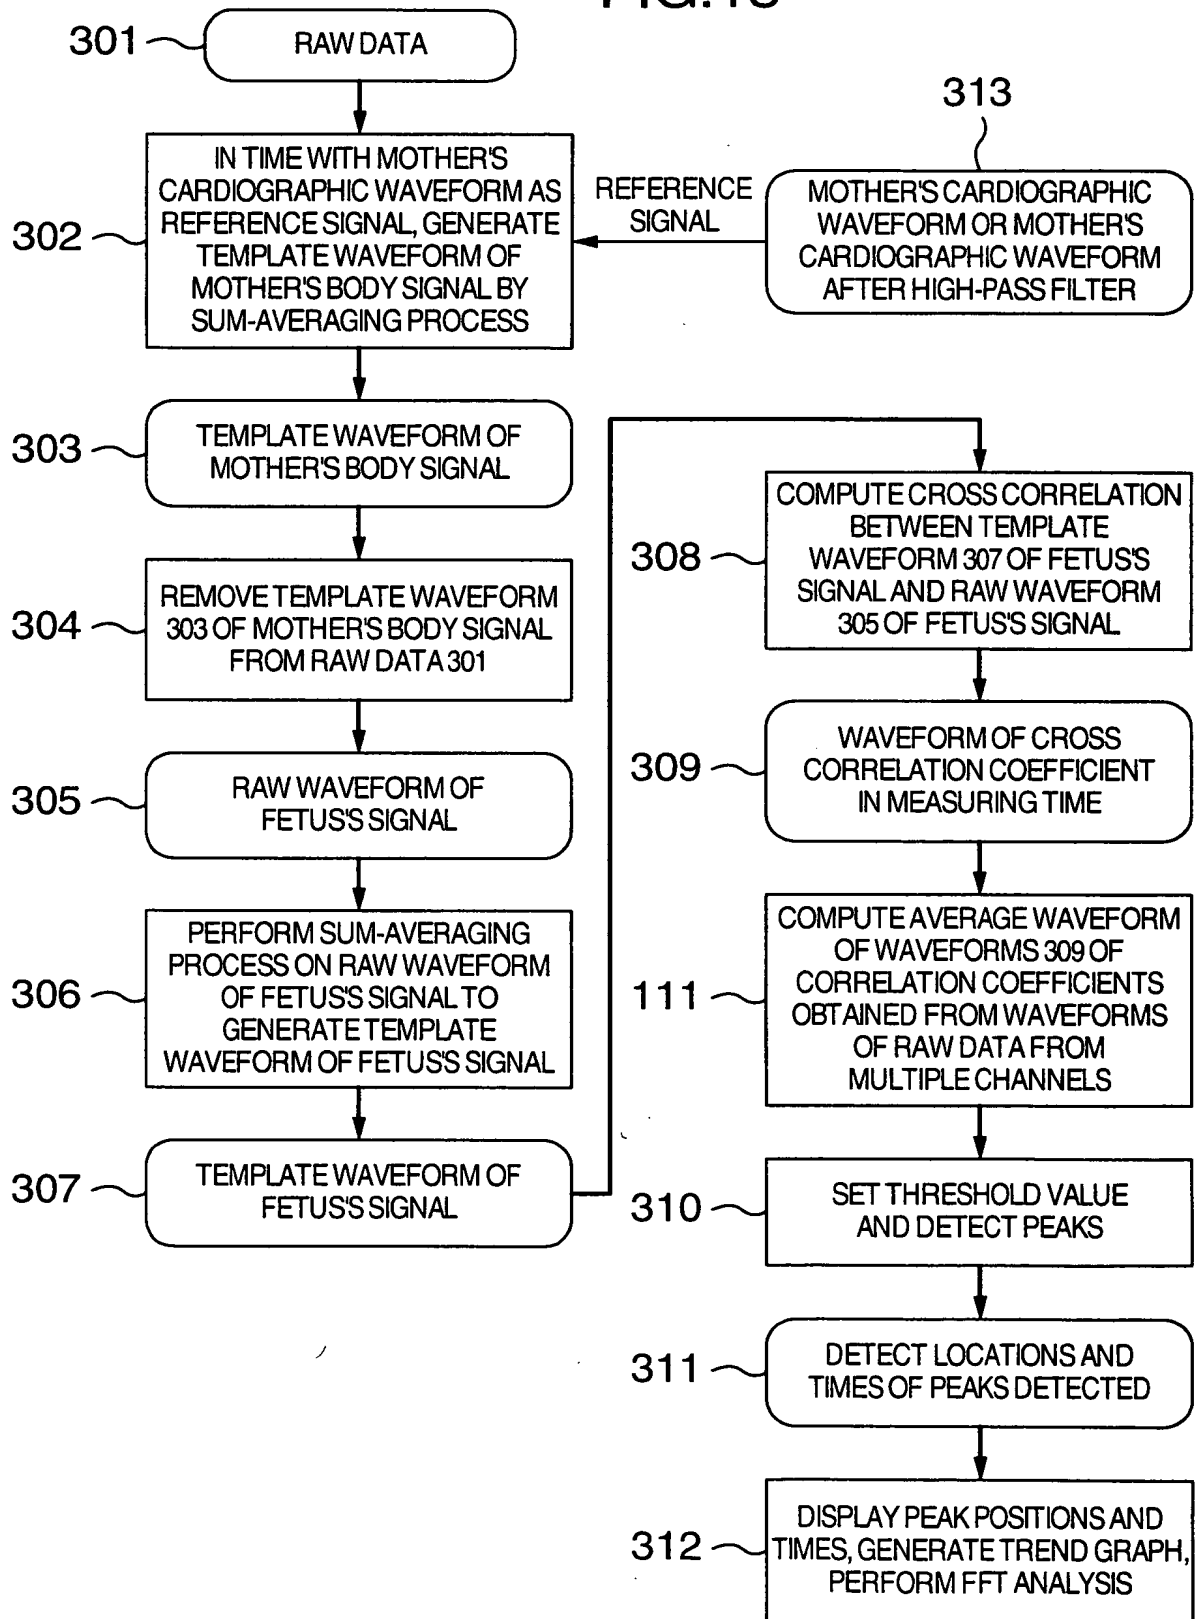 301
RAW DATA
313
302
IN TIME WITH MOTHER'S
CARDIOGRAPHIC WAVEFORM AS
REFERENCE SIGNAL, GENERATE
TEMPLATE WAVEFORM OF
MOTHER'S BODY SIGNAL BY
SUM-AVERAGING PROCESS
REFERENCE
SIGNAL
MOTHER'S CARDIOGRAPHIC
WAVEFORM OR MOTHER'S
CARDIOGRAPHIC WAVEFORM
AFTER HIGH-PASS FILTER
303
TEMPLATE WAVEFORM OF
MOTHER'S BODY SIGNAL
304
REMOVE TEMPLATE WAVEFORM
303 OF MOTHER'S BODY SIGNAL
FROM RAW DATA 301
305
RAW WAVEFORM OF
FETUS'S SIGNAL
306
PERFORM SUM-AVERAGING
PROCESS ON RAW WAVEFORM
OF FETUS'S SIGNAL TO
GENERATE TEMPLATE
WAVEFORM OF FETUS'S SIGNAL
307
TEMPLATE WAVEFORM OF
FETUS'S SIGNAL
308
COMPUTE CROSS CORRELATION
BETWEEN TEMPLATE
WAVEFORM 307 OF FETUS'S
SIGNAL AND RAW WAVEFORM
305 OF FETUS'S SIGNAL
309
WAVEFORM OF CROSS
CORRELATION COEFFICIENT
IN MEASURING TIME
111
COMPUTE AVERAGE WAVEFORM
OF WAVEFORMS 309 OF
CORRELATION COEFFICIENTS
OBTAINED FROM WAVEFORMS
OF RAW DATA FROM
MULTIPLE CHANNELS
310
SET THRESHOLD VALUE
AND DETECT PEAKS
311
DETECT LOCATIONS AND
TIMES OF PEAKS DETECTED
312
DISPLAY PEAK POSITIONS AND
TIMES, GENERATE TREND GRAPH,
PERFORM FFT ANALYSIS